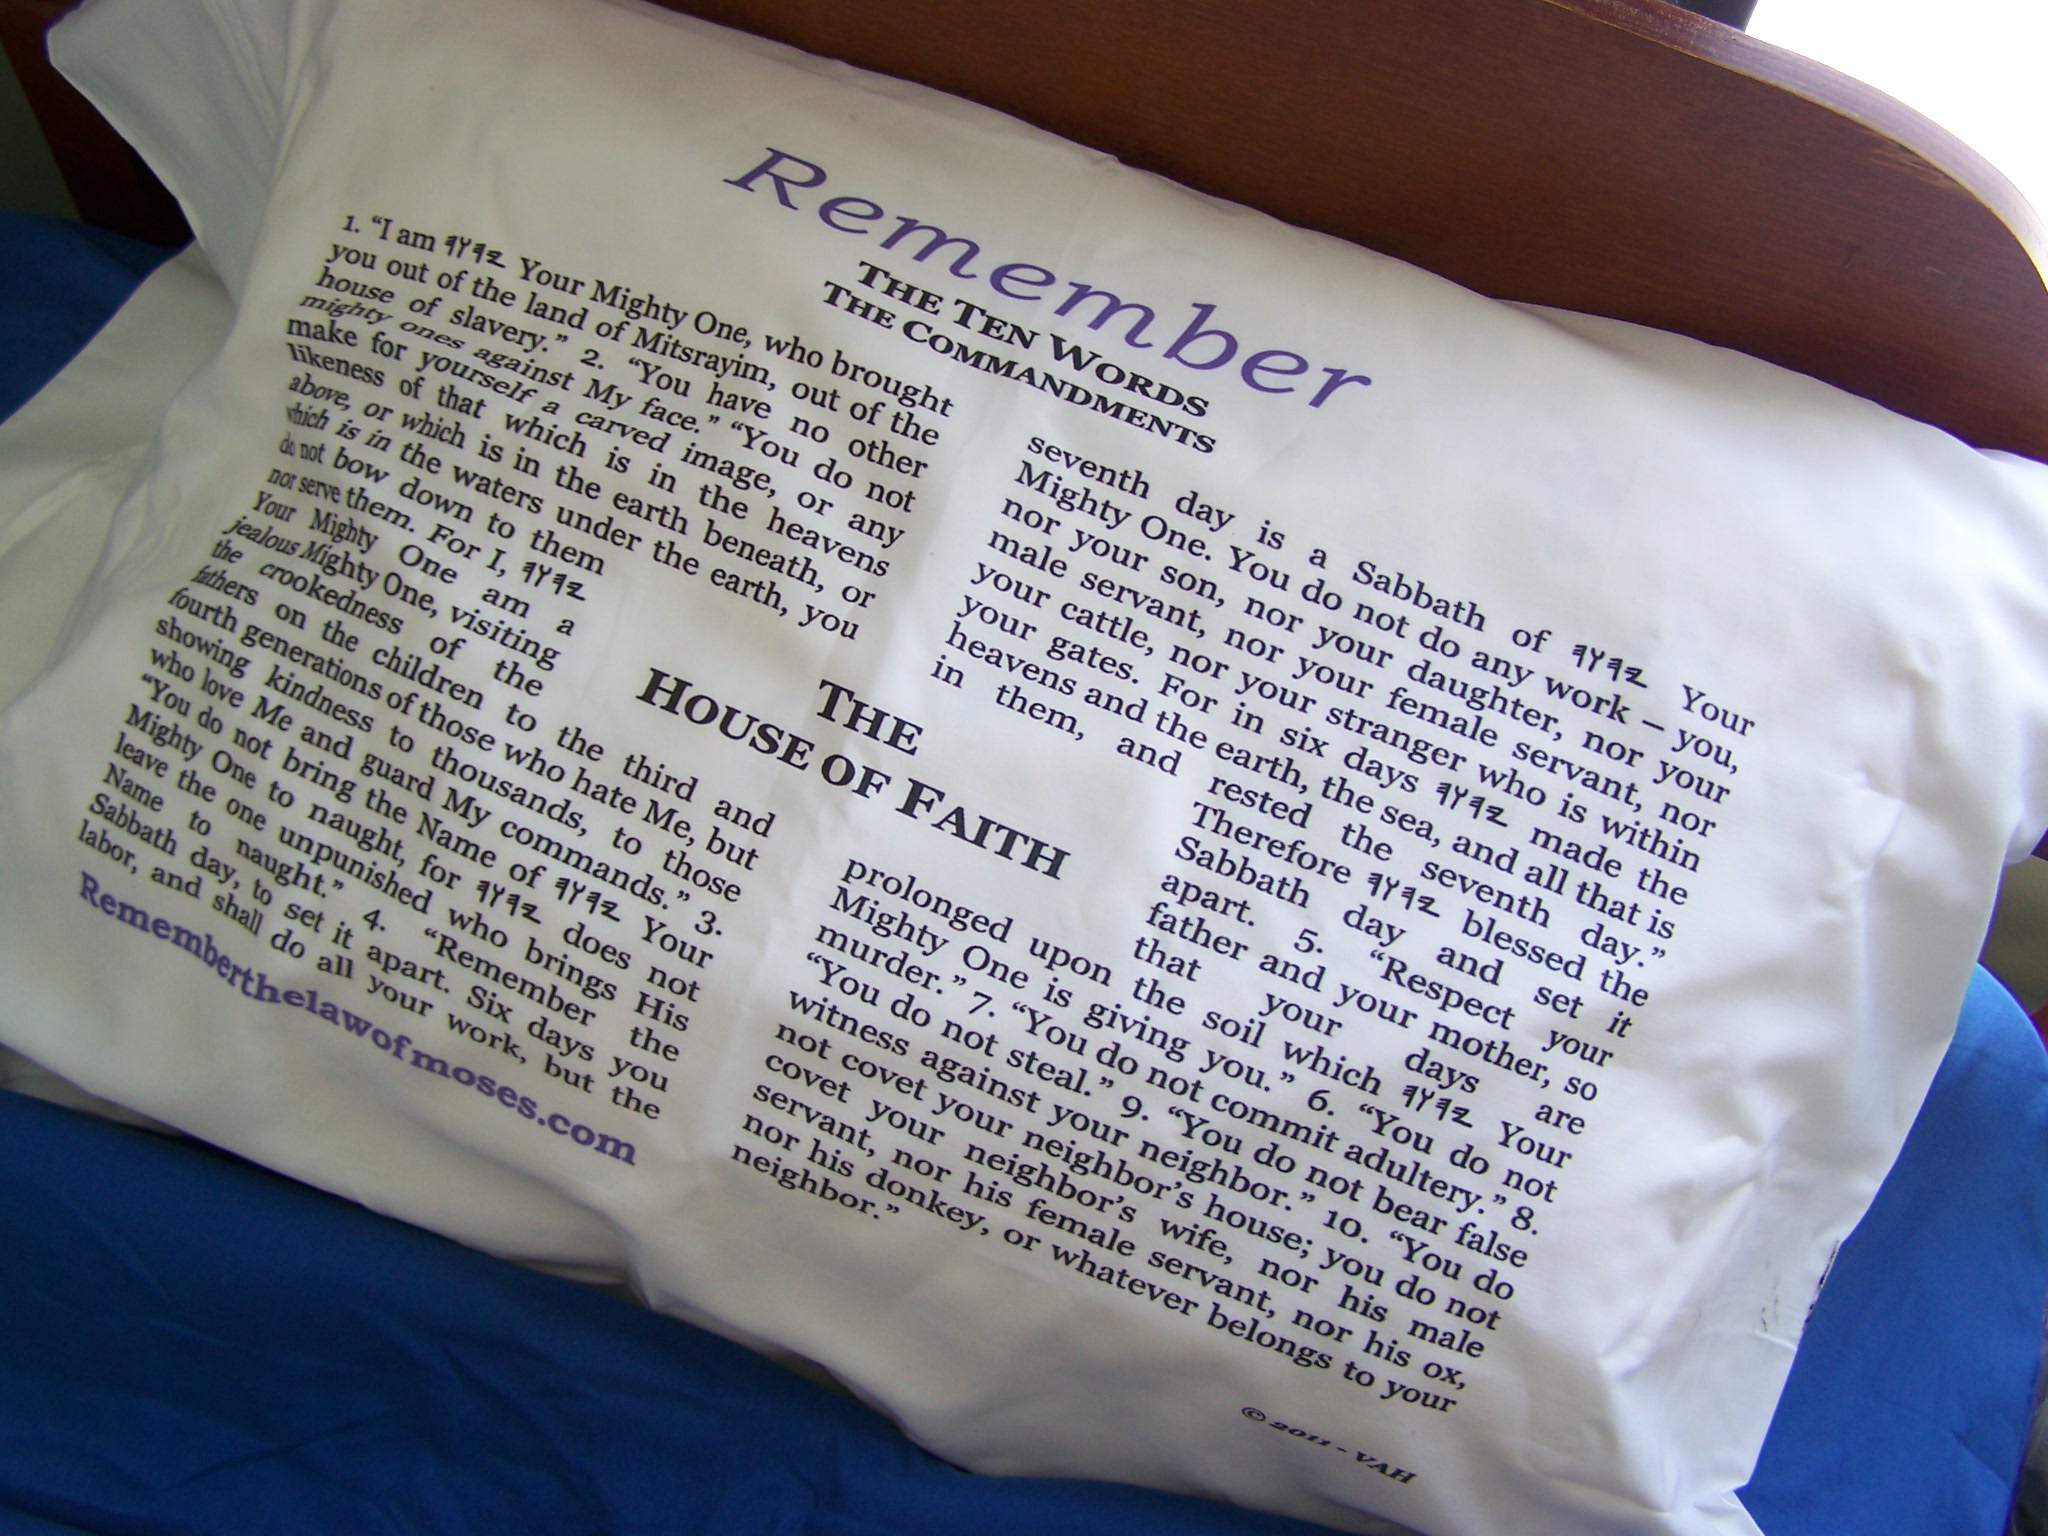 Remember
THE TEN WORDS
THE COMMANDMENTS
1. “I am 𐤉𐤄𐤅𐤄 Your Mighty One, who brought
you out of the land of Mitsrayim, out of the
house of slavery.” 2. “You have no other
mighty ones against My face.” “You do not
make for yourself a carved image, or any
likeness of that which is in the heavens
above, or which is in the earth beneath, or
which is in the waters under the earth, you
do not bow down to them
not serve them. For I, 𐤉𐤄𐤅𐤄
Your Mighty One am a
jealous Mighty One, visiting
the crookedness of the
fathers on the children to the third and
fourth generations of those who hate Me, but
showing kindness to thousands, to those
who love Me and guard My commands.” 3.
“You do not bring the Name of 𐤉𐤄𐤅𐤄 Your
Mighty One to naught, for 𐤉𐤄𐤅𐤄 does not
leave the one unpunished who brings His
Name to naught.” 4. “Remember the
Sabbath day, to set it apart. Six days you
labor, and shall do all your work, but the
Rememberthelawofmoses.com
THE
HOUSE OF FAITH
seventh day is a Sabbath of 𐤉𐤄𐤅𐤄 Your
Mighty One. You do not do any work – you,
nor your son, nor your daughter, nor your
male servant, nor your female servant, nor
your cattle, nor your stranger who is within
your gates. For in six days 𐤉𐤄𐤅𐤄 made the
heavens and the earth, the sea, and all that is
in them, and rested the seventh day.”
Therefore 𐤉𐤄𐤅𐤄 blessed the
Sabbath day and set it
apart. 5. “Respect your
father and your mother, so
that your days are
prolonged upon the soil which 𐤉𐤄𐤅𐤄 Your
Mighty One is giving you.” 6. “You do not
murder.” 7. “You do not commit adultery.” 8.
“You do not steal.” 9. “You do not bear false
witness against your neighbor.” 10. “You do
not covet your neighbor’s house; you do not
covet your neighbor’s wife, nor his male
servant, nor his female servant, nor his ox,
nor his donkey, or whatever belongs to your
neighbor.”
© 2011 - VAH